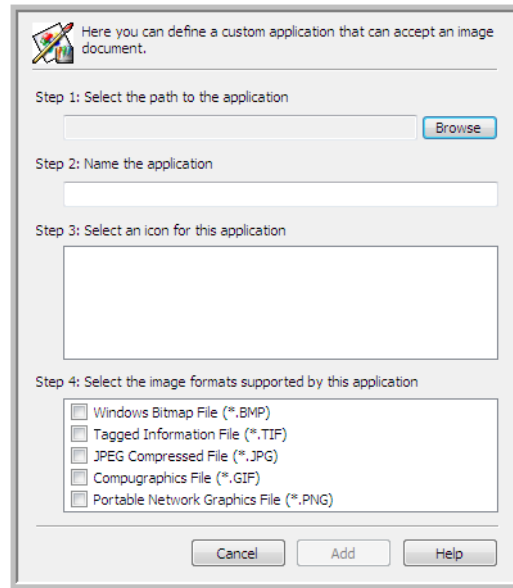 Here you can define a custom application that can accept an image
document.
Step 1: Select the path to the application
Browse
Step 2: Name the application
Step 3: Select an icon for this application
Step 4: Select the image formats supported by this application
Windows Bitmap File (*.BMP)
Tagged Information File (*.TIF)
JPEG Compressed File (*.JPG)
Compugraphics File (*.GIF)
Portable Network Graphics File (*.PNG)
Cancel Add Help